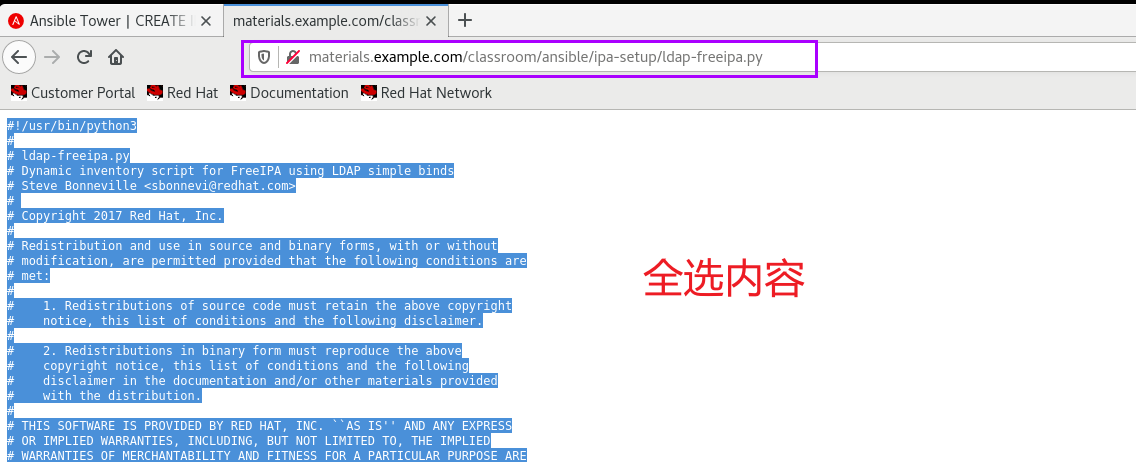 Ansible Tower | CREATE
materials.example.com/class
materials.example.com/classroom/ansible/ipa-setup/ldap-freeipa.py
Customer Portal Red Hat Documentation Red Hat Network
#!/usr/bin/python3
#
# ldap-freeipa.py
# Dynamic inventory script for FreeIPA using LDAP simple binds
# Steve Bonneville <sbonnevi@redhat.com>
#
# Copyright 2017 Red Hat, Inc.
#
# Redistribution and use in source and binary forms, with or without
# modification, are permitted provided that the following conditions are
# met:
#
#    1. Redistributions of source code must retain the above copyright
#    notice, this list of conditions and the following disclaimer.
#
#    2. Redistributions in binary form must reproduce the above
#    copyright notice, this list of conditions and the following
#    disclaimer in the documentation and/or other materials provided
#    with the distribution.
#
# THIS SOFTWARE IS PROVIDED BY RED HAT, INC. ``AS IS'' AND ANY EXPRESS
# OR IMPLIED WARRANTIES, INCLUDING, BUT NOT LIMITED TO, THE IMPLIED
# WARRANTIES OF MERCHANTABILITY AND FITNESS FOR A PARTICULAR PURPOSE ARE
全选内容